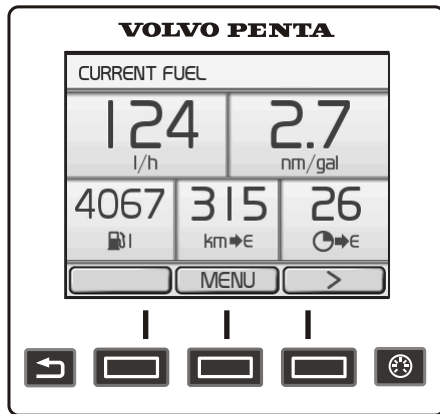 VOLVO PENTA
CURRENT FUEL
124 2.7
l/h nm/gal
4067 315 26
l km➡E ➡E
MENU >